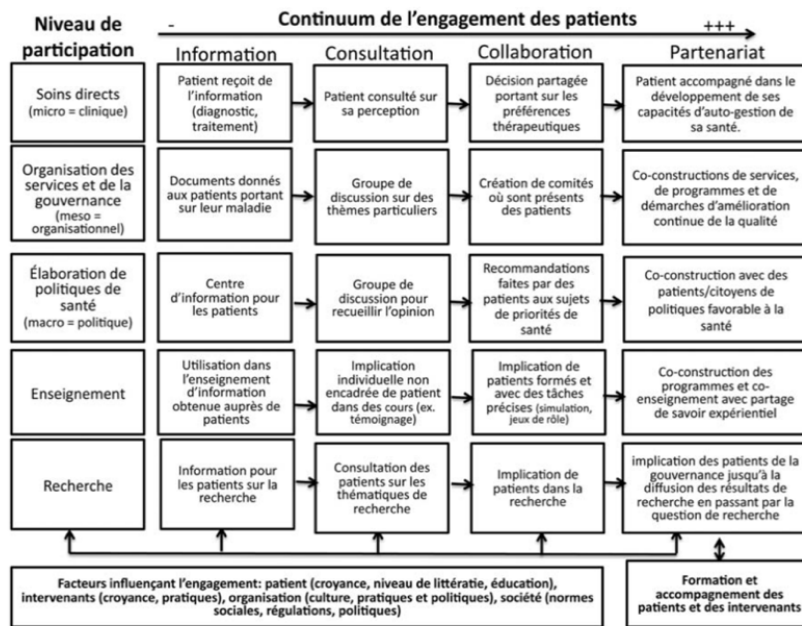 Niveau de
participation
- Continuum de l'engagement des patients +++
Information
Consultation
Collaboration
Partenariat
Soins directs
(micro = clinique)
Patient reçoit de
l'information
(diagnostic,
traitement)
Patient consulté sur
sa perception
Décision partagée
portant sur les
préférences
thérapeutiques
Patient accompagné dans le
développement de ses
capacités d'auto-gestion de
sa santé.
Organisation des
services et de la
gouvernance
(meso =
organisationnel)
Documents donnés
aux patients portant
sur leur maladie
Groupe de
discussion sur des
thèmes particuliers
Création de comités
où sont présents
des patients
Co-constructions de services,
de programmes et de
démarches d'amélioration
continue de la qualité
Élaboration de
politiques de
santé
(macro = politique)
Centre
d'information pour
les patients
Groupe de
discussion pour
recueillir l'opinion
Recommandations
faites par des
patients aux sujets
de priorités de
santé
Co-construction avec des
patients/citoyens de
politiques favorable à la
santé
Enseignement
Utilisation dans
l'enseignement
d'information
obtenue auprès de
patients
Implication
individuelle non
encadrée de patient
dans des cours (ex.
témoignage)
Implication de
patients formés et
avec des tâches
précises (simulation,
jeux de rôle)
Co-construction des
programmes et co-
enseignement avec partage
de savoir expérientiel
Recherche
Information pour
les patients sur la
recherche
Consultation des
patients sur les
thématiques de
recherche
Implication de
patients dans la
recherche
implication des patients de la
gouvernance jusqu'à la
diffusion des résultats de
recherche en passant par la
question de recherche
Facteurs influençant l'engagement: patient (croyance, niveau de littératie, éducation),
intervenants (croyance, pratiques), organisation (culture, pratiques et politiques), société (normes
sociales, régulations, politiques)
Formation et
accompagnement des
patients et des intervenants